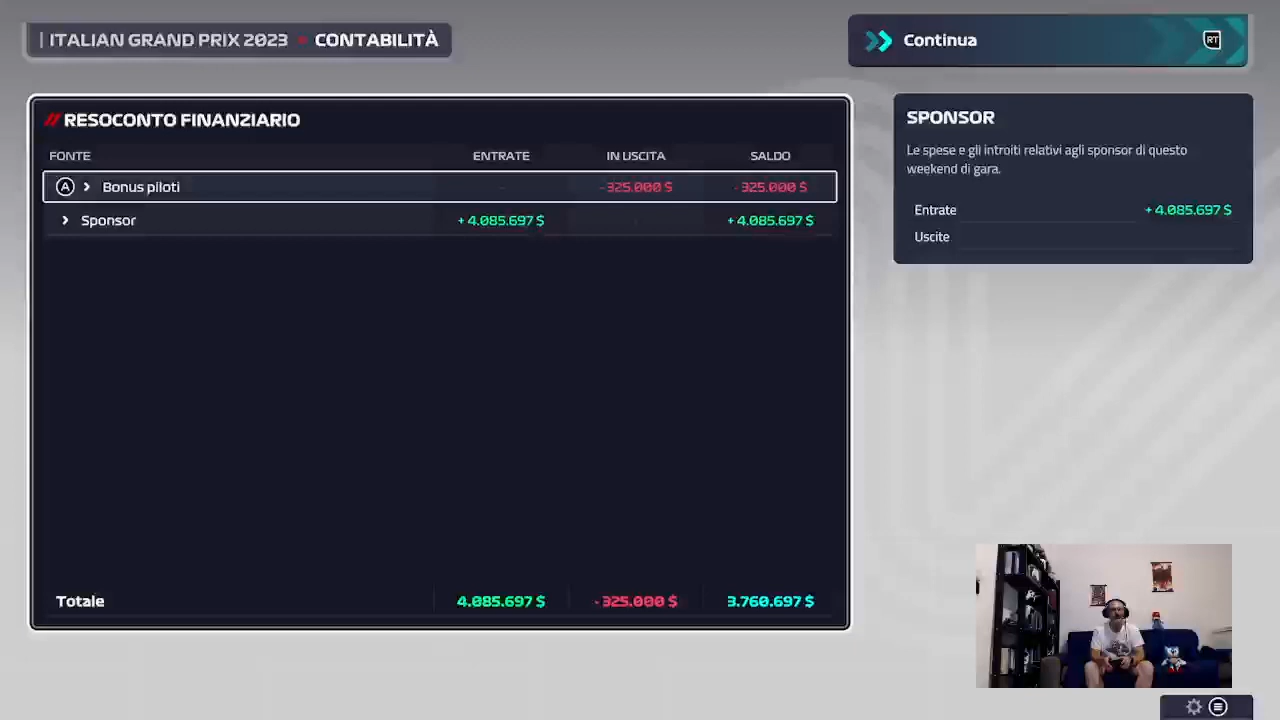 ITALIAN GRAND PRIX 2023 • CONTABILITÀ
Continua
RT
RESOCONTO FINANZIARIO
FONTE ENTRATE IN USCITA SALDO
A Bonus piloti - - 325.000 $ - 325.000 $
Sponsor + 4.085.697 $ + 4.085.697 $
Totale 4.085.697 $ - 325.000 $ 3.760.697 $
SPONSOR
Le spese e gli introiti relativi agli sponsor di questo
weekend di gara.
Entrate + 4.085.697 $
Uscite